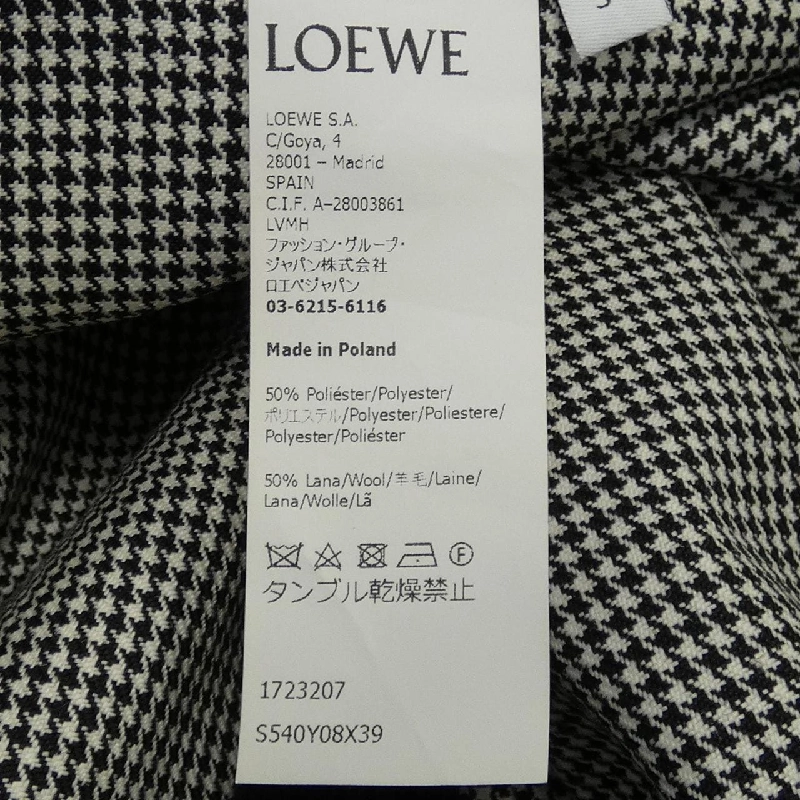 LOEWE
LOEWE S.A.
C/Goya, 4
28001 – Madrid
SPAIN
C.I.F. A-28003861
LVMH
ファッション・グループ・
ジャパン株式会社
ロエベジャパン
03-6215-6116
Made in Poland
50% Poliéster/Polyester/
ポリエステル/Polyester/Poliestere/
Polyester/Poliéster
50% Lana/Wool/羊毛/Laine/
Lana/Wolle/Lã
F
タンブル乾燥禁止
1723207
S540Y08X39